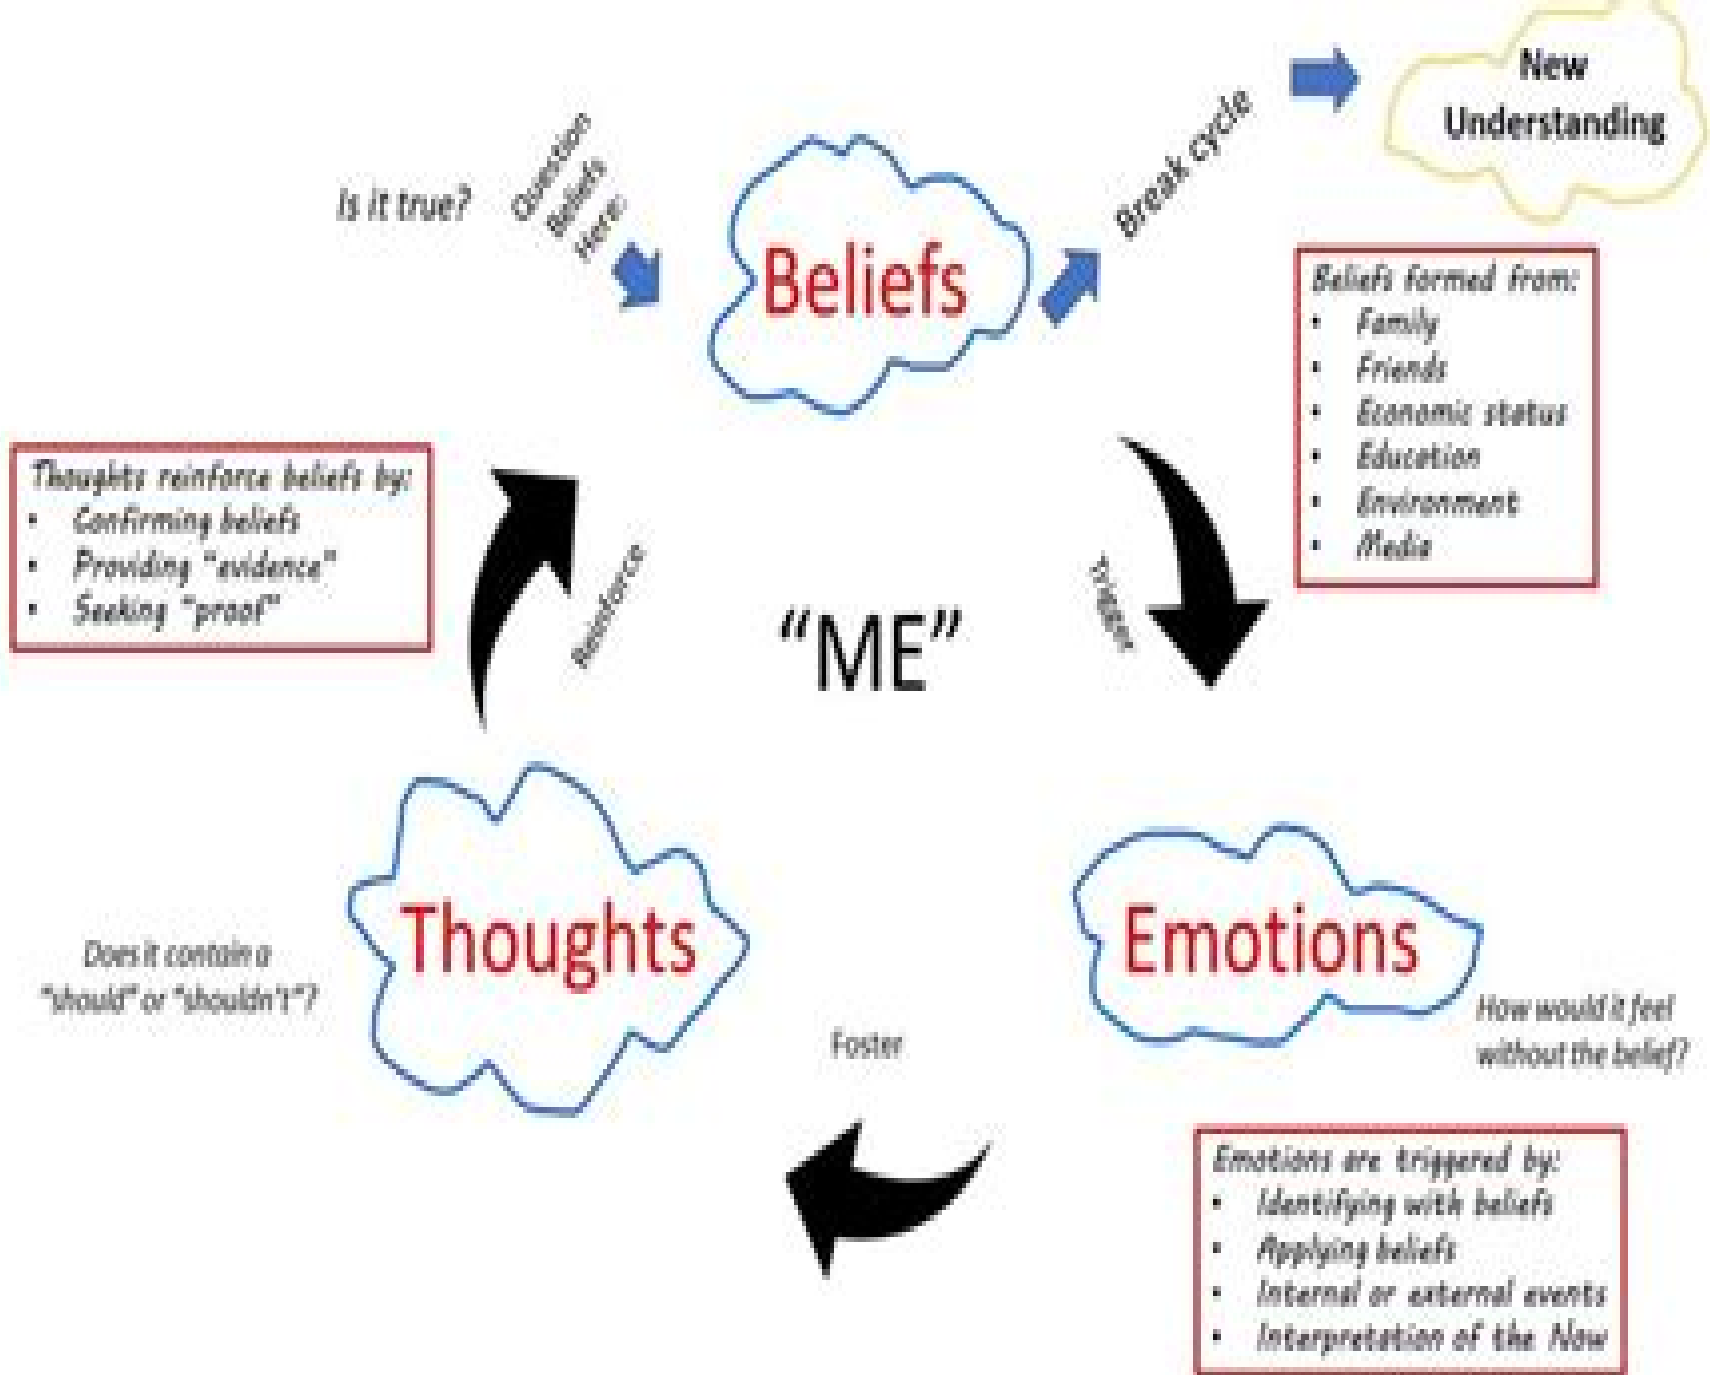 New
Understanding
Break cycle
Question
Beliefs
Here:
Is it true?
Beliefs
Beliefs formed from:
• Family
• Friends
• Economic status
• Education
• Environment
• Media
Thoughts reinforce beliefs by:
• Confirming beliefs
• Providing “evidence”
• Seeking “proof”
Reinforce
“ME”
Trigger
Thoughts
Emotions
Does it contain a
“should” or “shouldn't”?
How would it feel
without the belief?
Foster
Emotions are triggered by:
• Identifying with beliefs
• Applying beliefs
• Internal or external events
• Interpretation of the Now